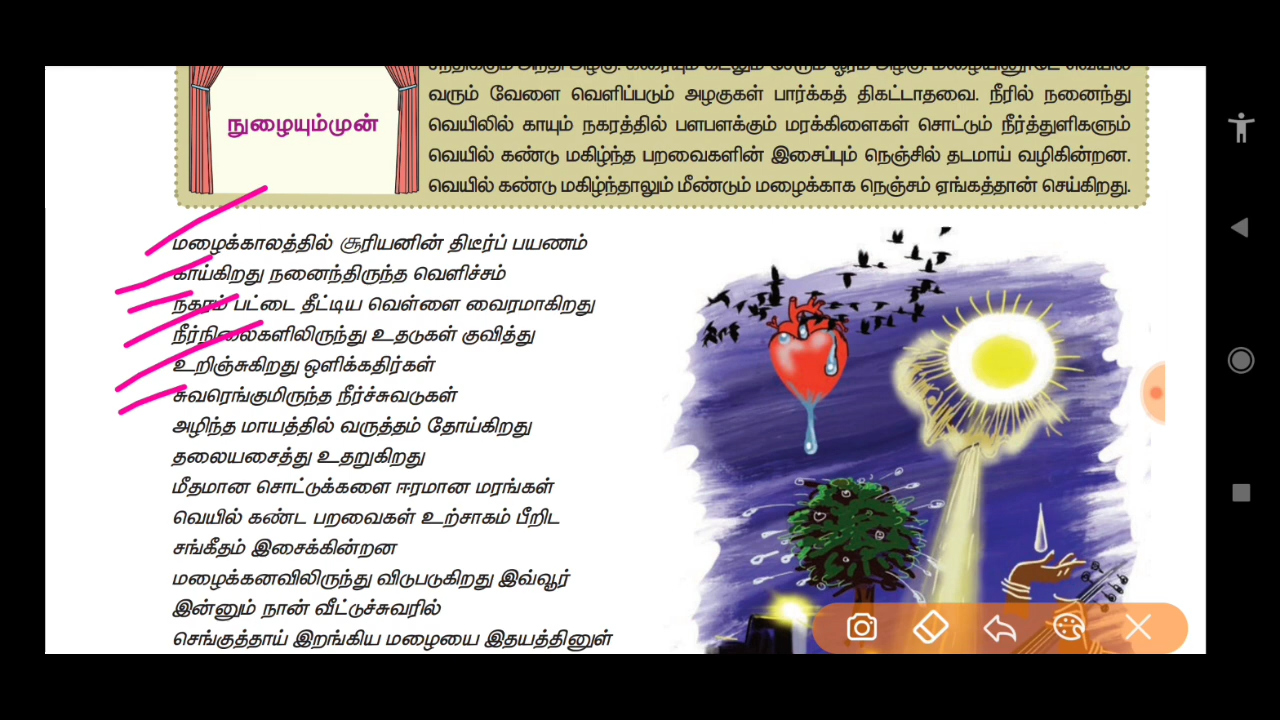 வரும் வேளை வெளிப்படும் அழகுகள் பார்க்கத் திகட்டாதவை. நீரில் நனைந்து
நுழையும்முன்
வெயிலில் காயும் நகரத்தில் பளபளக்கும் மரக்கிளைகள் சொட்டும் நீர்த்துளிகளும்
வெயில் கண்டு மகிழ்ந்த பறவைகளின் இசைப்பும் நெஞ்சில் தடமாய் வழிகின்றன.
வெயில் கண்டு மகிழ்ந்தாலும் மீண்டும் மழைக்காக நெஞ்சம் ஏங்கத்தான் செய்கிறது.
மழைக்காலத்தில் சூரியனின் திடீர்ப் பயணம்
காய்கிறது நனைந்திருந்த வெளிச்சம்
நகரம் பட்டை தீட்டிய வெள்ளை வைரமாகிறது
நீர்நிலைகளிலிருந்து உதடுகள் குவித்து
உறிஞ்சுகிறது ஒளிக்கதிர்கள்
சுவரெங்குமிருந்த நீர்ச்சுவடுகள்
அழிந்த மாயத்தில் வருத்தம் தோய்கிறது
தலையசைத்து உதறுகிறது
மீதமான சொட்டுக்களை ஈரமான மரங்கள்
வெயில் கண்ட பறவைகள் உற்சாகம் பீறிட
சங்கீதம் இசைக்கின்றன
மழைக்கனவிலிருந்து விடுபடுகிறது இவ்வூர்
இன்னும் நான் வீட்டுச்சுவரில்
செங்குத்தாய் இறங்கிய மழையை இதயத்தினுள்